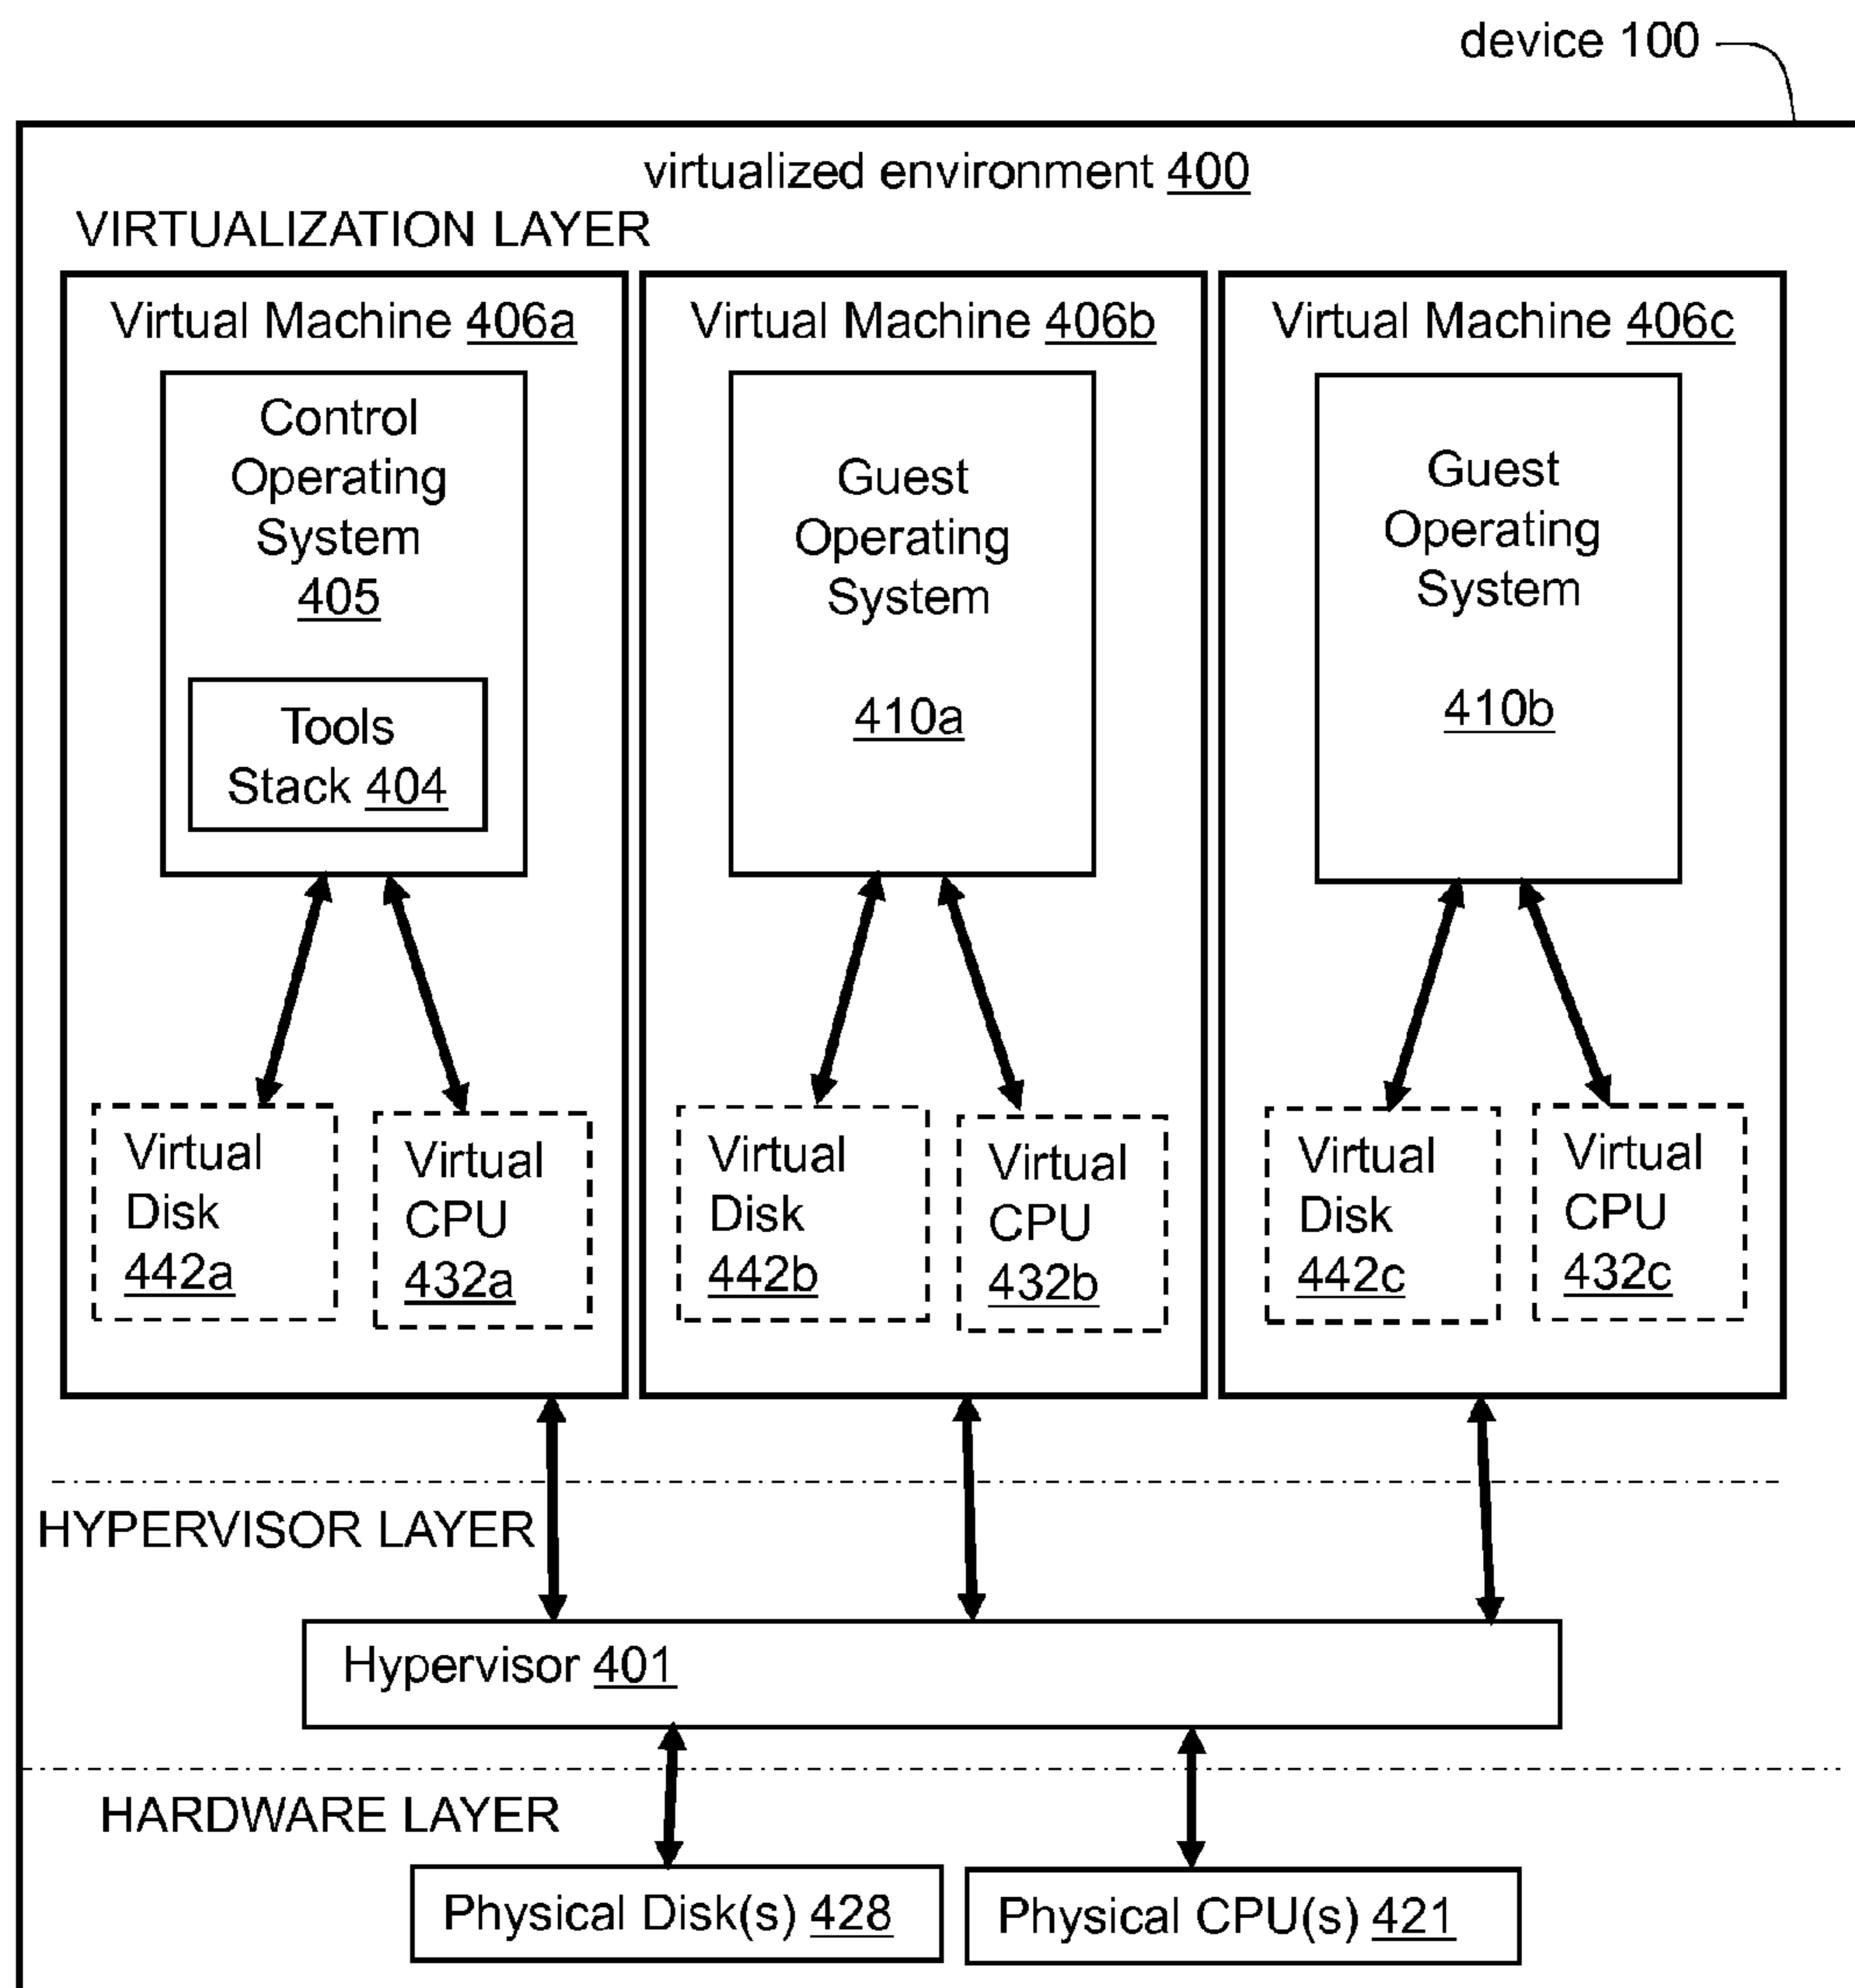 device 100
virtualized environment 400
VIRTUALIZATION LAYER
Virtual Machine 406a
Control
Operating
System
405
Tools
Stack 404
Virtual
Disk
442a
Virtual
CPU
432a
Virtual Machine 406b
Guest
Operating
System
410a
Virtual
Disk
442b
Virtual
CPU
432b
Virtual Machine 406c
Guest
Operating
System
410b
Virtual
Disk
442c
Virtual
CPU
432c
HYPERVISOR LAYER
Hypervisor 401
HARDWARE LAYER
Physical Disk(s) 428
Physical CPU(s) 421